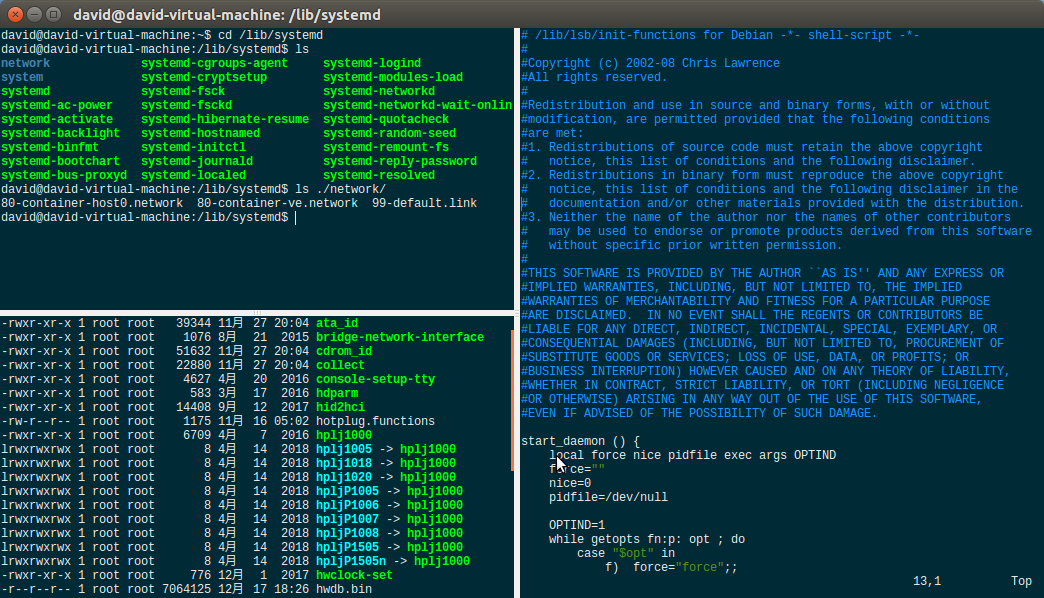 david@david-virtual-machine: /lib/systemd
david@david-virtual-machine:~$ cd /lib/systemd
david@david-virtual-machine:/lib/systemd$ ls
network             systemd-cgroups-agent     systemd-logind
system              systemd-cryptsetup        systemd-modules-load
systemd             systemd-fsck              systemd-networkd
systemd-ac-power    systemd-fsckd             systemd-networkd-wait-onlin
systemd-activate    systemd-hibernate-resume  systemd-quotacheck
systemd-backlight   systemd-hostnamed         systemd-random-seed
systemd-binfmt      systemd-initctl           systemd-remount-fs
systemd-bootchart   systemd-journald          systemd-reply-password
systemd-bus-proxyd  systemd-localed           systemd-resolved
david@david-virtual-machine:/lib/systemd$ ls ./network/
80-container-host0.network  80-container-ve.network  99-default.link
david@david-virtual-machine:/lib/systemd$
-rwxr-xr-x 1 root root   39344 11月 27 20:04 ata_id
-rwxr-xr-x 1 root root    1076 8月  21  2015 bridge-network-interface
-rwxr-xr-x 1 root root   51632 11月 27 20:04 cdrom_id
-rwxr-xr-x 1 root root   22880 11月 27 20:04 collect
-rwxr-xr-x 1 root root    4627 4月  20  2016 console-setup-tty
-rwxr-xr-x 1 root root     583 3月  17  2016 hdparm
-rwxr-xr-x 1 root root   14408 9月  12  2017 hid2hci
-rw-r--r-- 1 root root    1175 11月 16 05:02 hotplug.functions
-rwxr-xr-x 1 root root    6709 4月   7  2016 hplj1000
lrwxrwxrwx 1 root root       8 4月  14  2018 hplj1005 -> hplj1000
lrwxrwxrwx 1 root root       8 4月  14  2018 hplj1018 -> hplj1000
lrwxrwxrwx 1 root root       8 4月  14  2018 hplj1020 -> hplj1000
lrwxrwxrwx 1 root root       8 4月  14  2018 hpljP1005 -> hplj1000
lrwxrwxrwx 1 root root       8 4月  14  2018 hpljP1006 -> hplj1000
lrwxrwxrwx 1 root root       8 4月  14  2018 hpljP1007 -> hplj1000
lrwxrwxrwx 1 root root       8 4月  14  2018 hpljP1008 -> hplj1000
lrwxrwxrwx 1 root root       8 4月  14  2018 hpljP1505 -> hplj1000
lrwxrwxrwx 1 root root       8 4月  14  2018 hpljP1505n -> hplj1000
-rwxr-xr-x 1 root root     776 12月  1  2017 hwclock-set
-r--r--r-- 1 root root 7064125 12月 17 18:26 hwdb.bin
# /lib/lsb/init-functions for Debian -*- shell-script -*-
#
#Copyright (c) 2002-08 Chris Lawrence
#All rights reserved.
#
#Redistribution and use in source and binary forms, with or without
#modification, are permitted provided that the following conditions
#are met:
#1. Redistributions of source code must retain the above copyright
#   notice, this list of conditions and the following disclaimer.
#2. Redistributions in binary form must reproduce the above copyright
#   notice, this list of conditions and the following disclaimer in the
#   documentation and/or other materials provided with the distribution.
#3. Neither the name of the author nor the names of other contributors
#   may be used to endorse or promote products derived from this software
#   without specific prior written permission.
#
#THIS SOFTWARE IS PROVIDED BY THE AUTHOR ``AS IS'' AND ANY EXPRESS OR
#IMPLIED WARRANTIES, INCLUDING, BUT NOT LIMITED TO, THE IMPLIED
#WARRANTIES OF MERCHANTABILITY AND FITNESS FOR A PARTICULAR PURPOSE
#ARE DISCLAIMED.  IN NO EVENT SHALL THE REGENTS OR CONTRIBUTORS BE
#LIABLE FOR ANY DIRECT, INDIRECT, INCIDENTAL, SPECIAL, EXEMPLARY, OR
#CONSEQUENTIAL DAMAGES (INCLUDING, BUT NOT LIMITED TO, PROCUREMENT OF
#SUBSTITUTE GOODS OR SERVICES; LOSS OF USE, DATA, OR PROFITS; OR
#BUSINESS INTERRUPTION) HOWEVER CAUSED AND ON ANY THEORY OF LIABILITY,
#WHETHER IN CONTRACT, STRICT LIABILITY, OR TORT (INCLUDING NEGLIGENCE
#OR OTHERWISE) ARISING IN ANY WAY OUT OF THE USE OF THIS SOFTWARE,
#EVEN IF ADVISED OF THE POSSIBILITY OF SUCH DAMAGE.
start_daemon () {
    local force nice pidfile exec args OPTIND
    force=""
    nice=0
    pidfile=/dev/null
    OPTIND=1
    while getopts fn:p: opt ; do
        case "$opt" in
            f)  force="force";;
13,1          Top